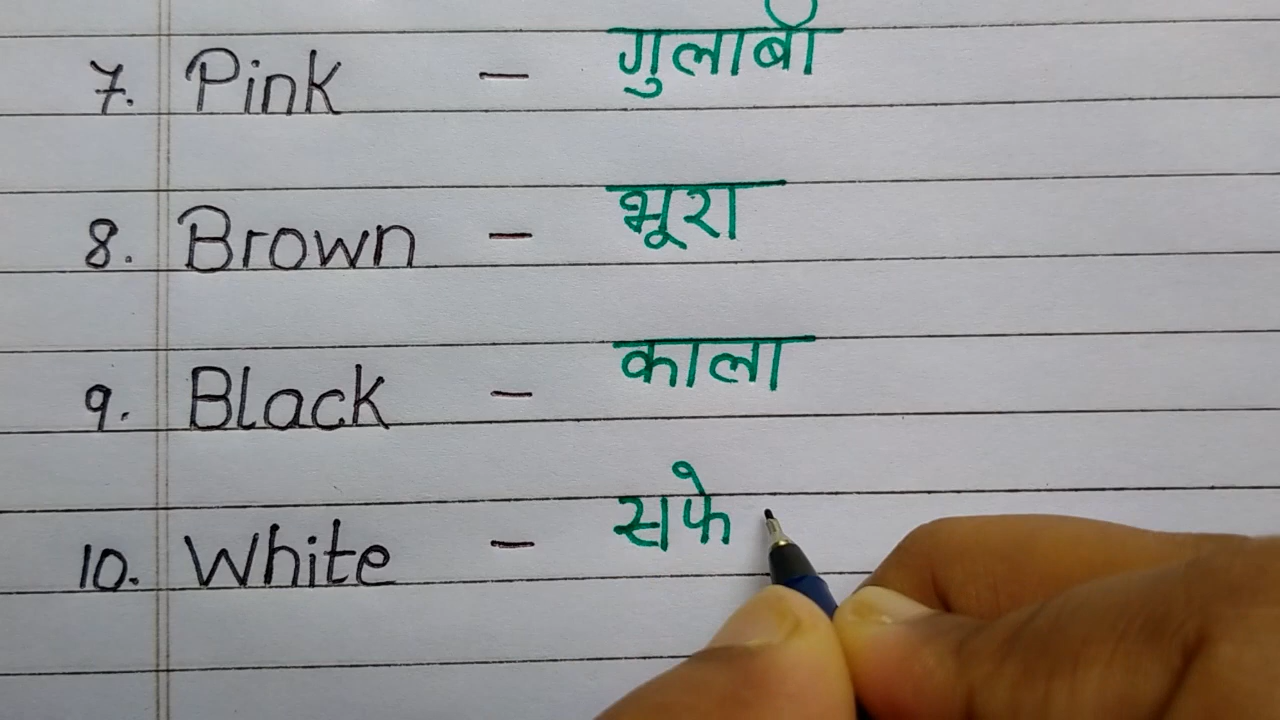 7. Pink - गुलाबी
8. Brown - भूरा
9. Black - काला
10. White - सफे